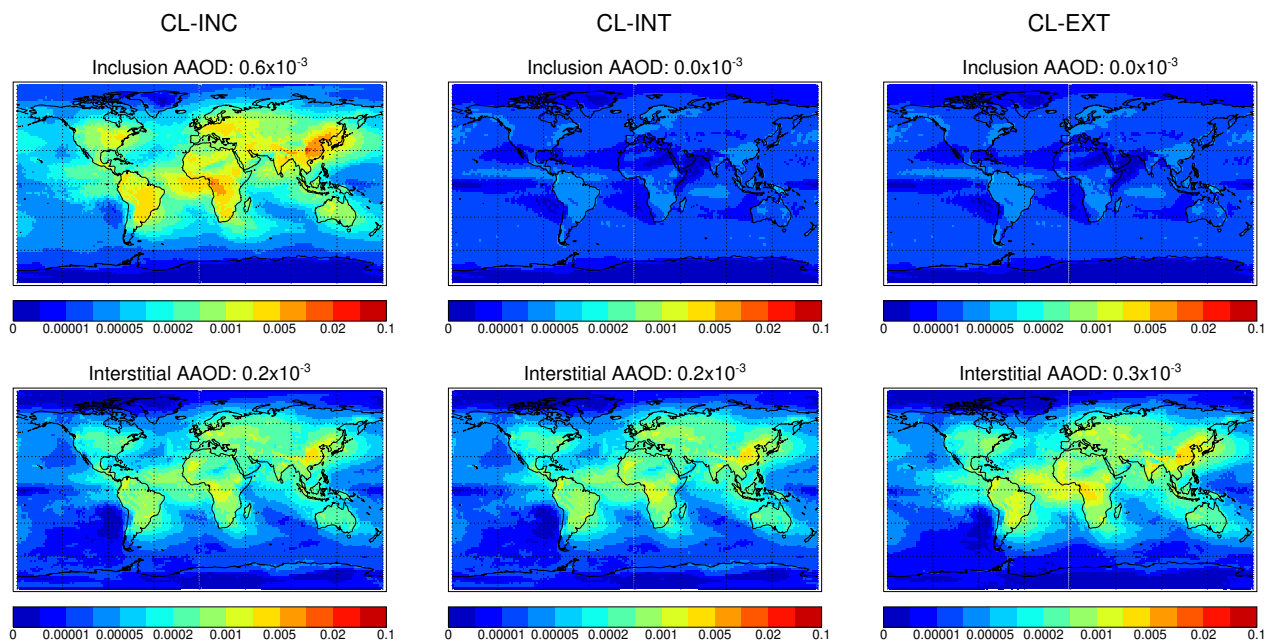 CL-INC CL-INT CL-EXT
Inclusion AAOD: 0.6x10⁻³ Inclusion AAOD: 0.0x10⁻³ Inclusion AAOD: 0.0x10⁻³
0 0.00001 0.00005 0.0002 0.001 0.005 0.02 0.1 0 0.00001 0.00005 0.0002 0.001 0.005 0.02 0.1 0 0.00001 0.00005 0.0002 0.001 0.005 0.02 0.1
Interstitial AAOD: 0.2x10⁻³ Interstitial AAOD: 0.2x10⁻³ Interstitial AAOD: 0.3x10⁻³
0 0.00001 0.00005 0.0002 0.001 0.005 0.02 0.1 0 0.00001 0.00005 0.0002 0.001 0.005 0.02 0.1 0 0.00001 0.00005 0.0002 0.001 0.005 0.02 0.1